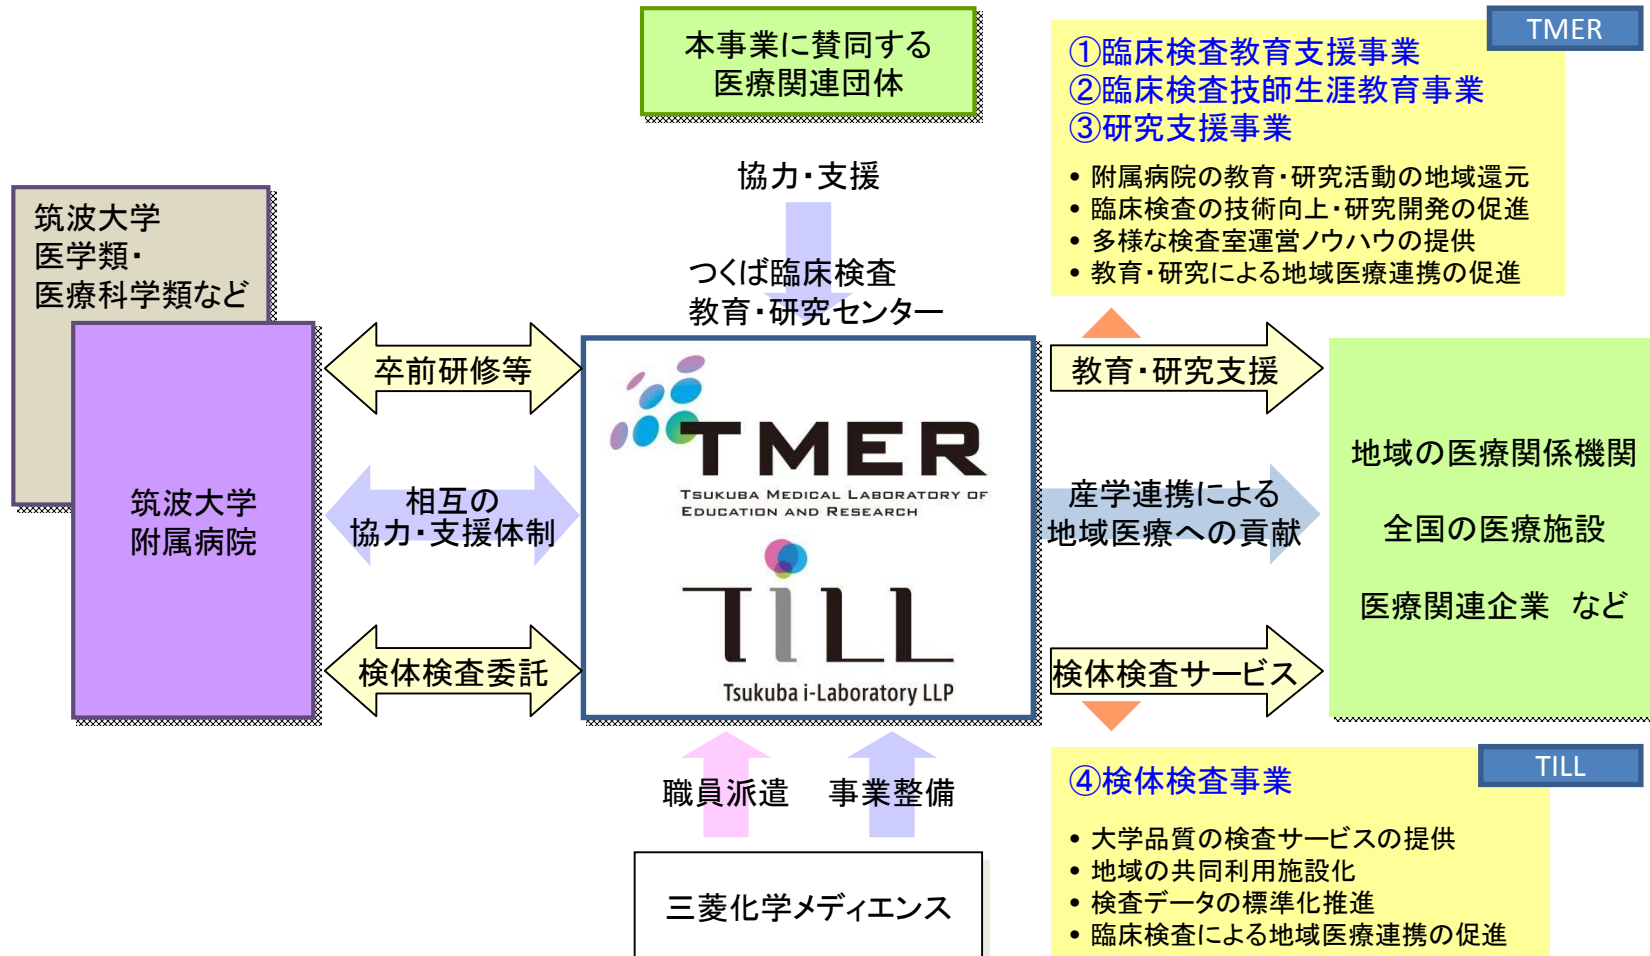 本事業に賛同する
医療関連団体
協力・支援
つくば臨床検査
教育・研究センター
筑波大学
医学類・
医療科学類など
筑波大学
附属病院
卒前研修等
相互の
協力・支援体制
検体検査委託
TMER
TSUKUBA MEDICAL LABORATORY OF
EDUCATION AND RESEARCH
TiLL
Tsukuba i-Laboratory LLP
職員派遣
事業整備
三菱化学メディエンス
TMER
①臨床検査教育支援事業
②臨床検査技師生涯教育事業
③研究支援事業
• 附属病院の教育・研究活動の地域還元
• 臨床検査の技術向上・研究開発の促進
• 多様な検査室運営ノウハウの提供
• 教育・研究による地域医療連携の促進
教育・研究支援
産学連携による
地域医療への貢献
検体検査サービス
地域の医療関係機関
全国の医療施設
医療関連企業 など
TILL
④検体検査事業
• 大学品質の検査サービスの提供
• 地域の共同利用施設化
• 検査データの標準化推進
• 臨床検査による地域医療連携の促進